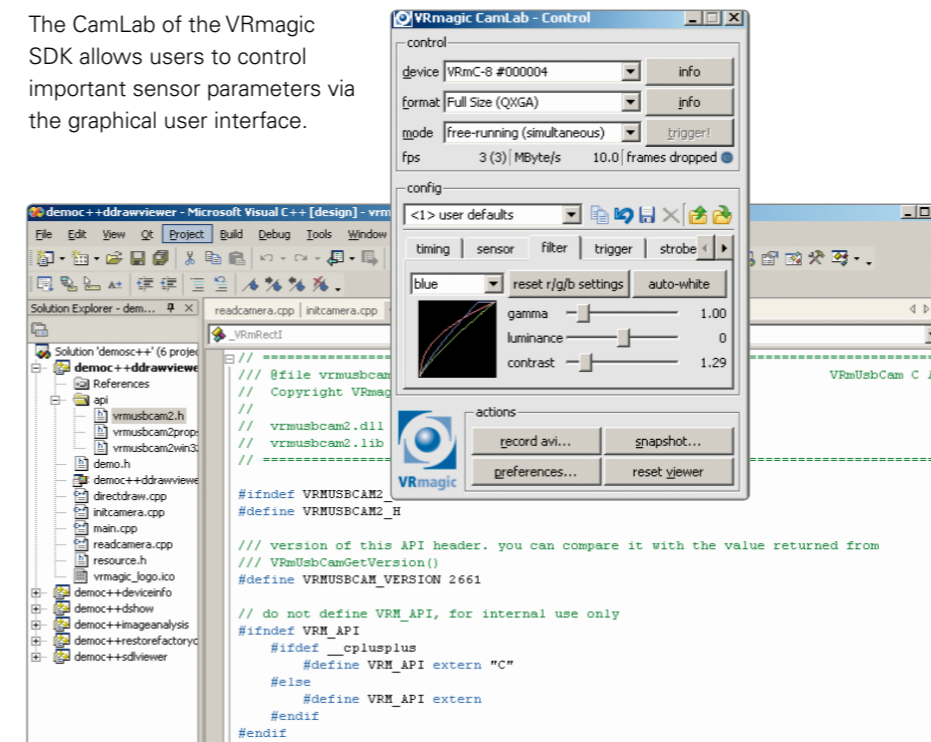 The CamLab of the VRmagic
SDK allows users to control
important sensor parameters via
the graphical user interface.
VRmagic CamLab - Control
control
device VRmC-8 #000004 info
format Full Size (QXGA) info
mode free-running (simultaneous) trigger!
fps 3 (3) MByte/s 10.0 frames dropped
config
<1> user defaults
timing sensor filter trigger strobe
blue reset r/g/b settings auto-white
gamma 1.00
luminance 0
contrast 1.29
actions
record avi... snapshot...
preferences... reset viewer
VRmagic
democ++ddrawviewer - Microsoft Visual C++ [design] - vrm
File Edit View Qt Project Build Debug Tools Window
Solution Explorer - dem...
readcamera.cpp initcamera.cpp
_VRmRectI
Solution 'demosc++' (6 projec
democ++ddrawviewe
References
api
vrmusbcam2.h
vrmusbcam2props
vrmusbcam2win32
demo.h
democ++ddrawviewe
directdraw.cpp
initcamera.cpp
main.cpp
readcamera.cpp
resource.h
vrmagic_logo.ico
democ++deviceinfo
democ++dshow
democ++imageanalysis
democ++restorefactoryc
democ++sdlviewer
// ========
/// @file vrmusbcam VRmUsbCam C
// Copyright VRmag
//
// vrmusbcam2.dll
// vrmusbcam2.lib
// ========
#ifndef VRMUSBCAM2_
#define VRMUSBCAM2_H
/// version of this API header. you can compare it with the value returned from
/// VRmUsbCamGetVersion()
#define VRMUSBCAM_VERSION 2661
// do not define VRM_API, for internal use only
#ifndef VRM_API
#ifdef __cplusplus
#define VRM_API extern "C"
#else
#define VRM_API extern
#endif
#endif